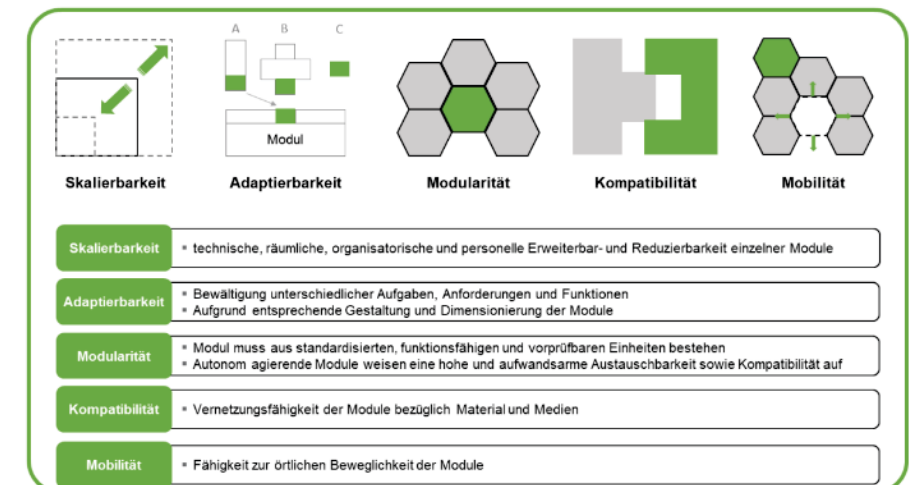 A
B
C
Modul
Skalierbarkeit
Adaptierbarkeit
Modularität
Kompatibilität
Mobilität
Skalierbarkeit
▪ technische, räumliche, organisatorische und personelle Erweiterbar- und Reduzierbarkeit einzelner Module
Adaptierbarkeit
▪ Bewältigung unterschiedlicher Aufgaben, Anforderungen und Funktionen
▪ Aufgrund entsprechende Gestaltung und Dimensionierung der Module
Modularität
▪ Modul muss aus standardisierten, funktionsfähigen und vorprüfbaren Einheiten bestehen
▪ Autonom agierende Module weisen eine hohe und aufwandsarme Austauschbarkeit sowie Kompatibilität auf
Kompatibilität
▪ Vernetzungsfähigkeit der Module bezüglich Material und Medien
Mobilität
▪ Fähigkeit zur örtlichen Beweglichkeit der Module